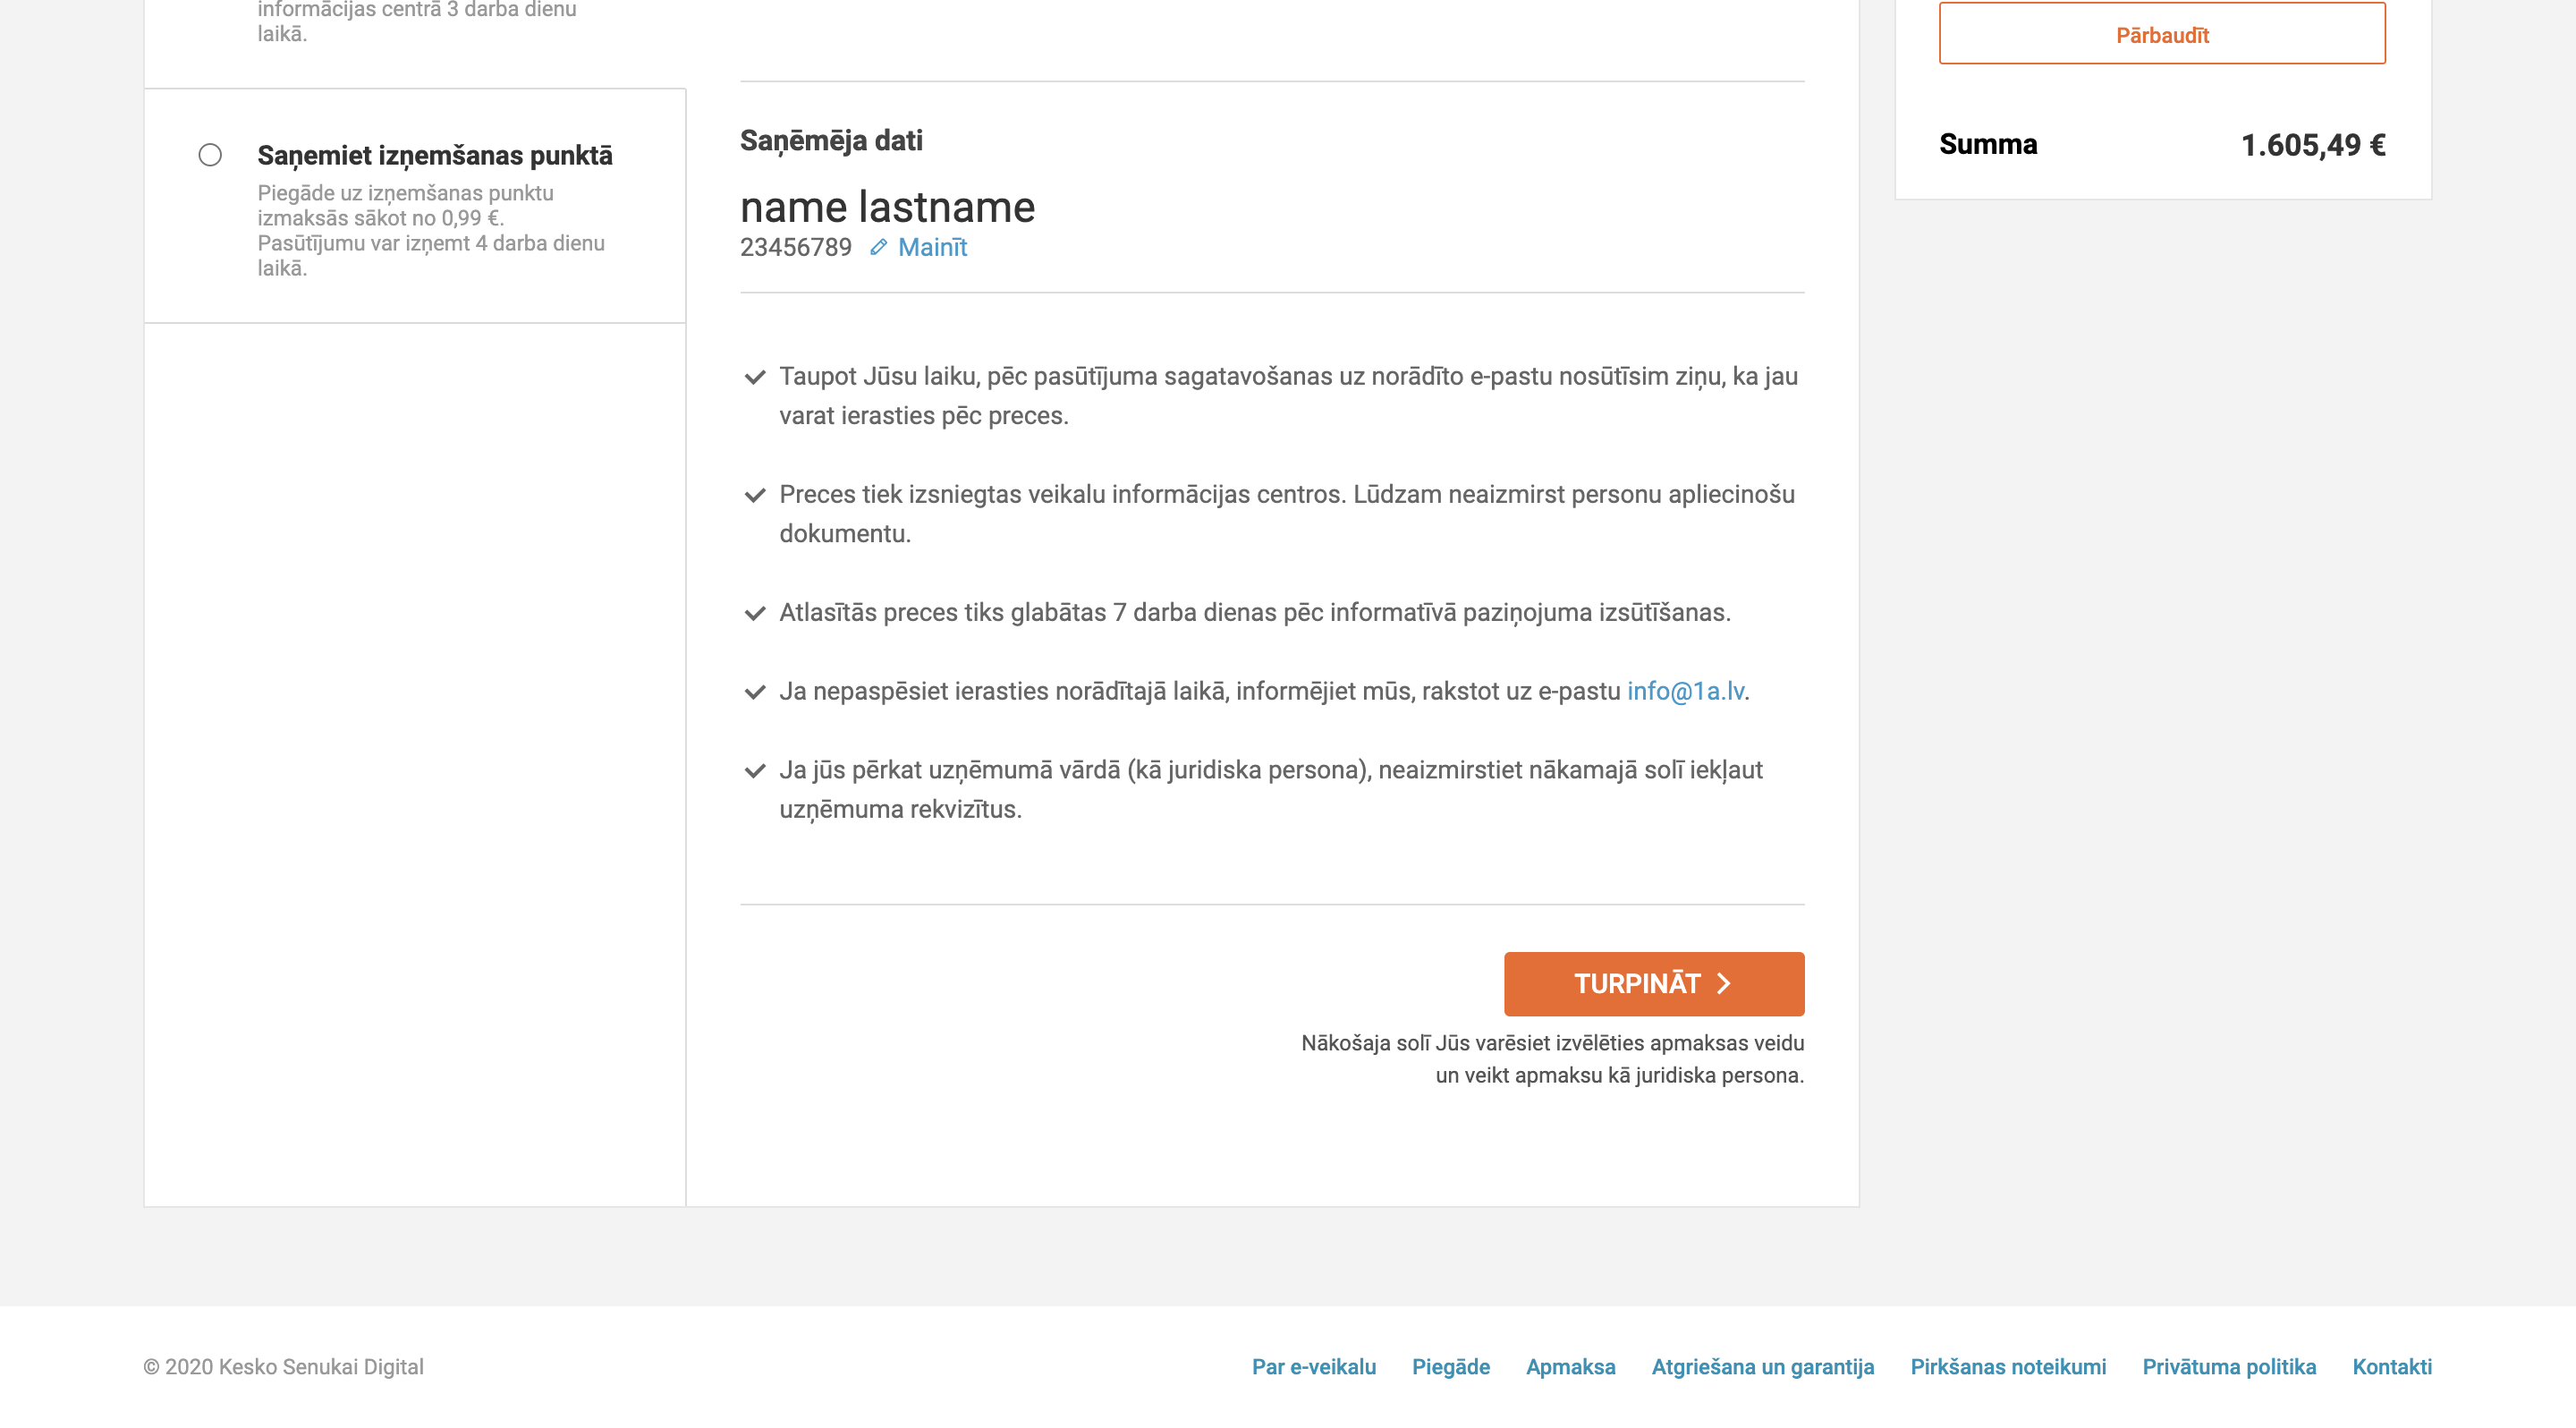 informācijas centrā 3 darba dienu
laikā.
Saņemiet izņemšanas punktā
Piegāde uz izņemšanas punktu
izmaksās sākot no 0,99 €.
Pasūtījumu var izņemt 4 darba dienu
laikā.
Saņēmēja dati
name lastname
23456789 Mainīt
Taupot Jūsu laiku, pēc pasūtījuma sagatavošanas uz norādīto e-pastu nosūtīsim ziņu, ka jau
varat ierasties pēc preces.
Preces tiek izsniegtas veikalu informācijas centros. Lūdzam neaizmirst personu apliecinošu
dokumentu.
Atlasītās preces tiks glabātas 7 darba dienas pēc informatīvā paziņojuma izsūtīšanas.
Ja nepaspēsiet ierasties norādītajā laikā, informējiet mūs, rakstot uz e-pastu info@1a.lv.
Ja jūs pērkat uzņēmumā vārdā (kā juridiska persona), neaizmirstiet nākamajā solī iekļaut
uzņēmuma rekvizītus.
TURPINĀT
Nākošaja solī Jūs varēsiet izvēlēties apmaksas veidu
un veikt apmaksu kā juridiska persona.
Pārbaudīt
Summa 1.605,49 €
© 2020 Kesko Senukai Digital
Par e-veikalu Piegāde Apmaksa Atgriešana un garantija Pirkšanas noteikumi Privātuma politika Kontakti